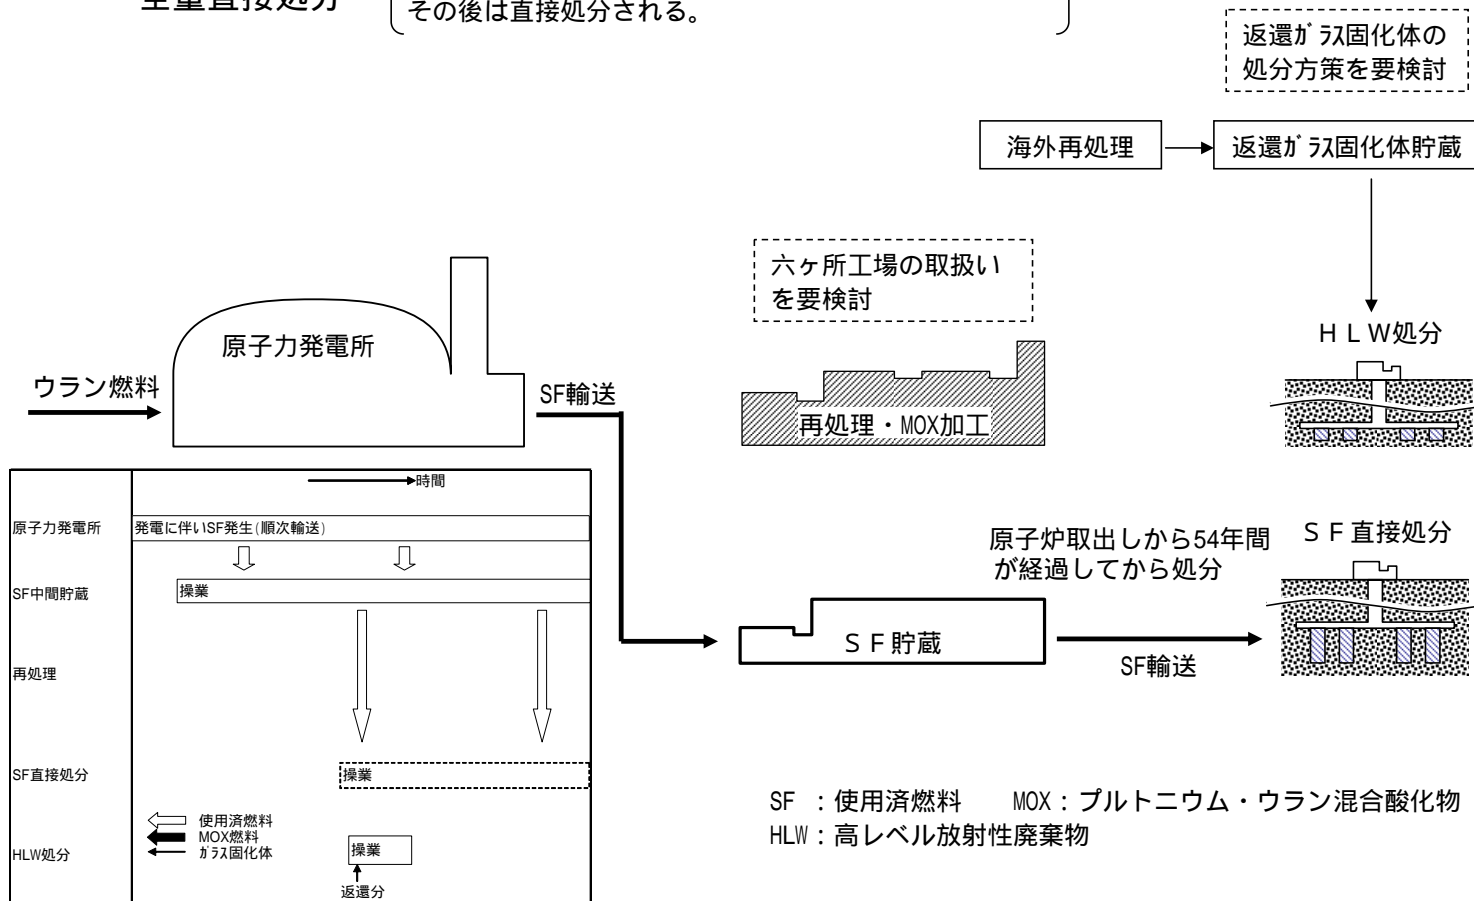 全量直接処分
その後は直接処分される。
返還ガラス固化体の
処分方策を要検討
海外再処理
返還ガラス固化体貯蔵
六ヶ所工場の取扱い
を要検討
HLW処分
原子力発電所
ウラン燃料
SF輸送
再処理・MOX加工
時間
原子力発電所
発電に伴いSF発生(順次輸送)
SF中間貯蔵
操業
再処理
SF直接処分
操業
使用済燃料
MOX燃料
ガラス固化体
HLW処分
操業
返還分
原子炉取出しから54年間
が経過してから処分
SF直接処分
SF貯蔵
SF輸送
SF :使用済燃料 MOX:プルトニウム・ウラン混合酸化物
HLW:高レベル放射性廃棄物